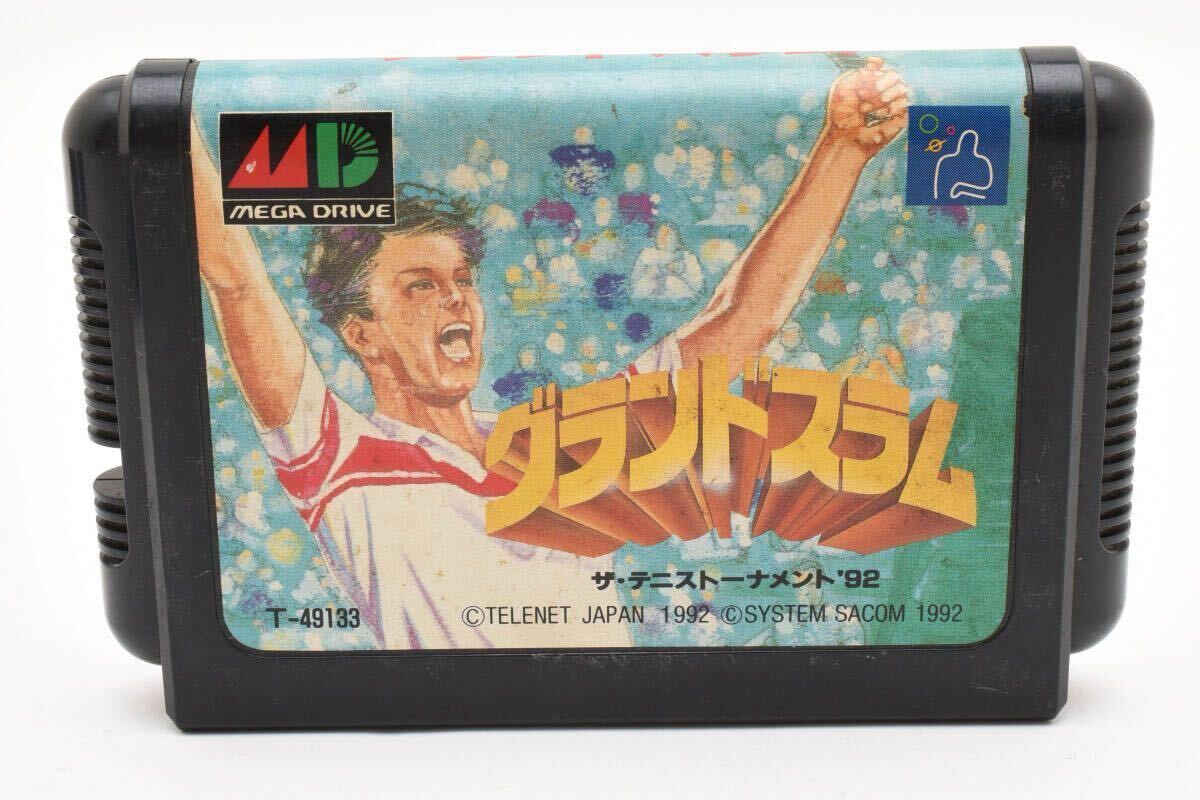 MD
MEGA DRIVE
グランドスラム
ザ・テニストーナメント'92
T-49133
©TELENET JAPAN 1992 ©SYSTEM SACOM 1992